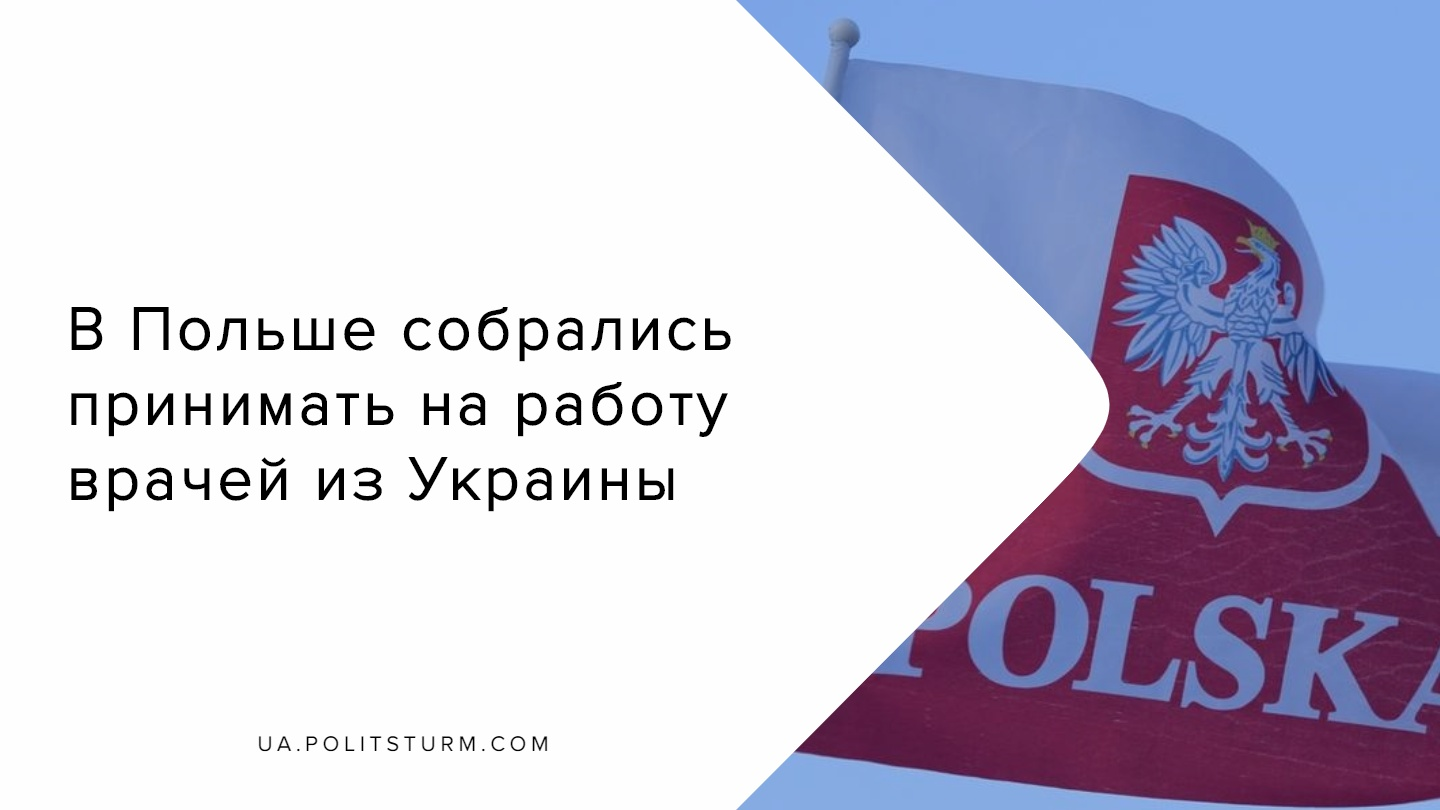 В Польше собрались
принимать на работу
врачей из Украины
UA.POLITSTURM.COM
POLSKA